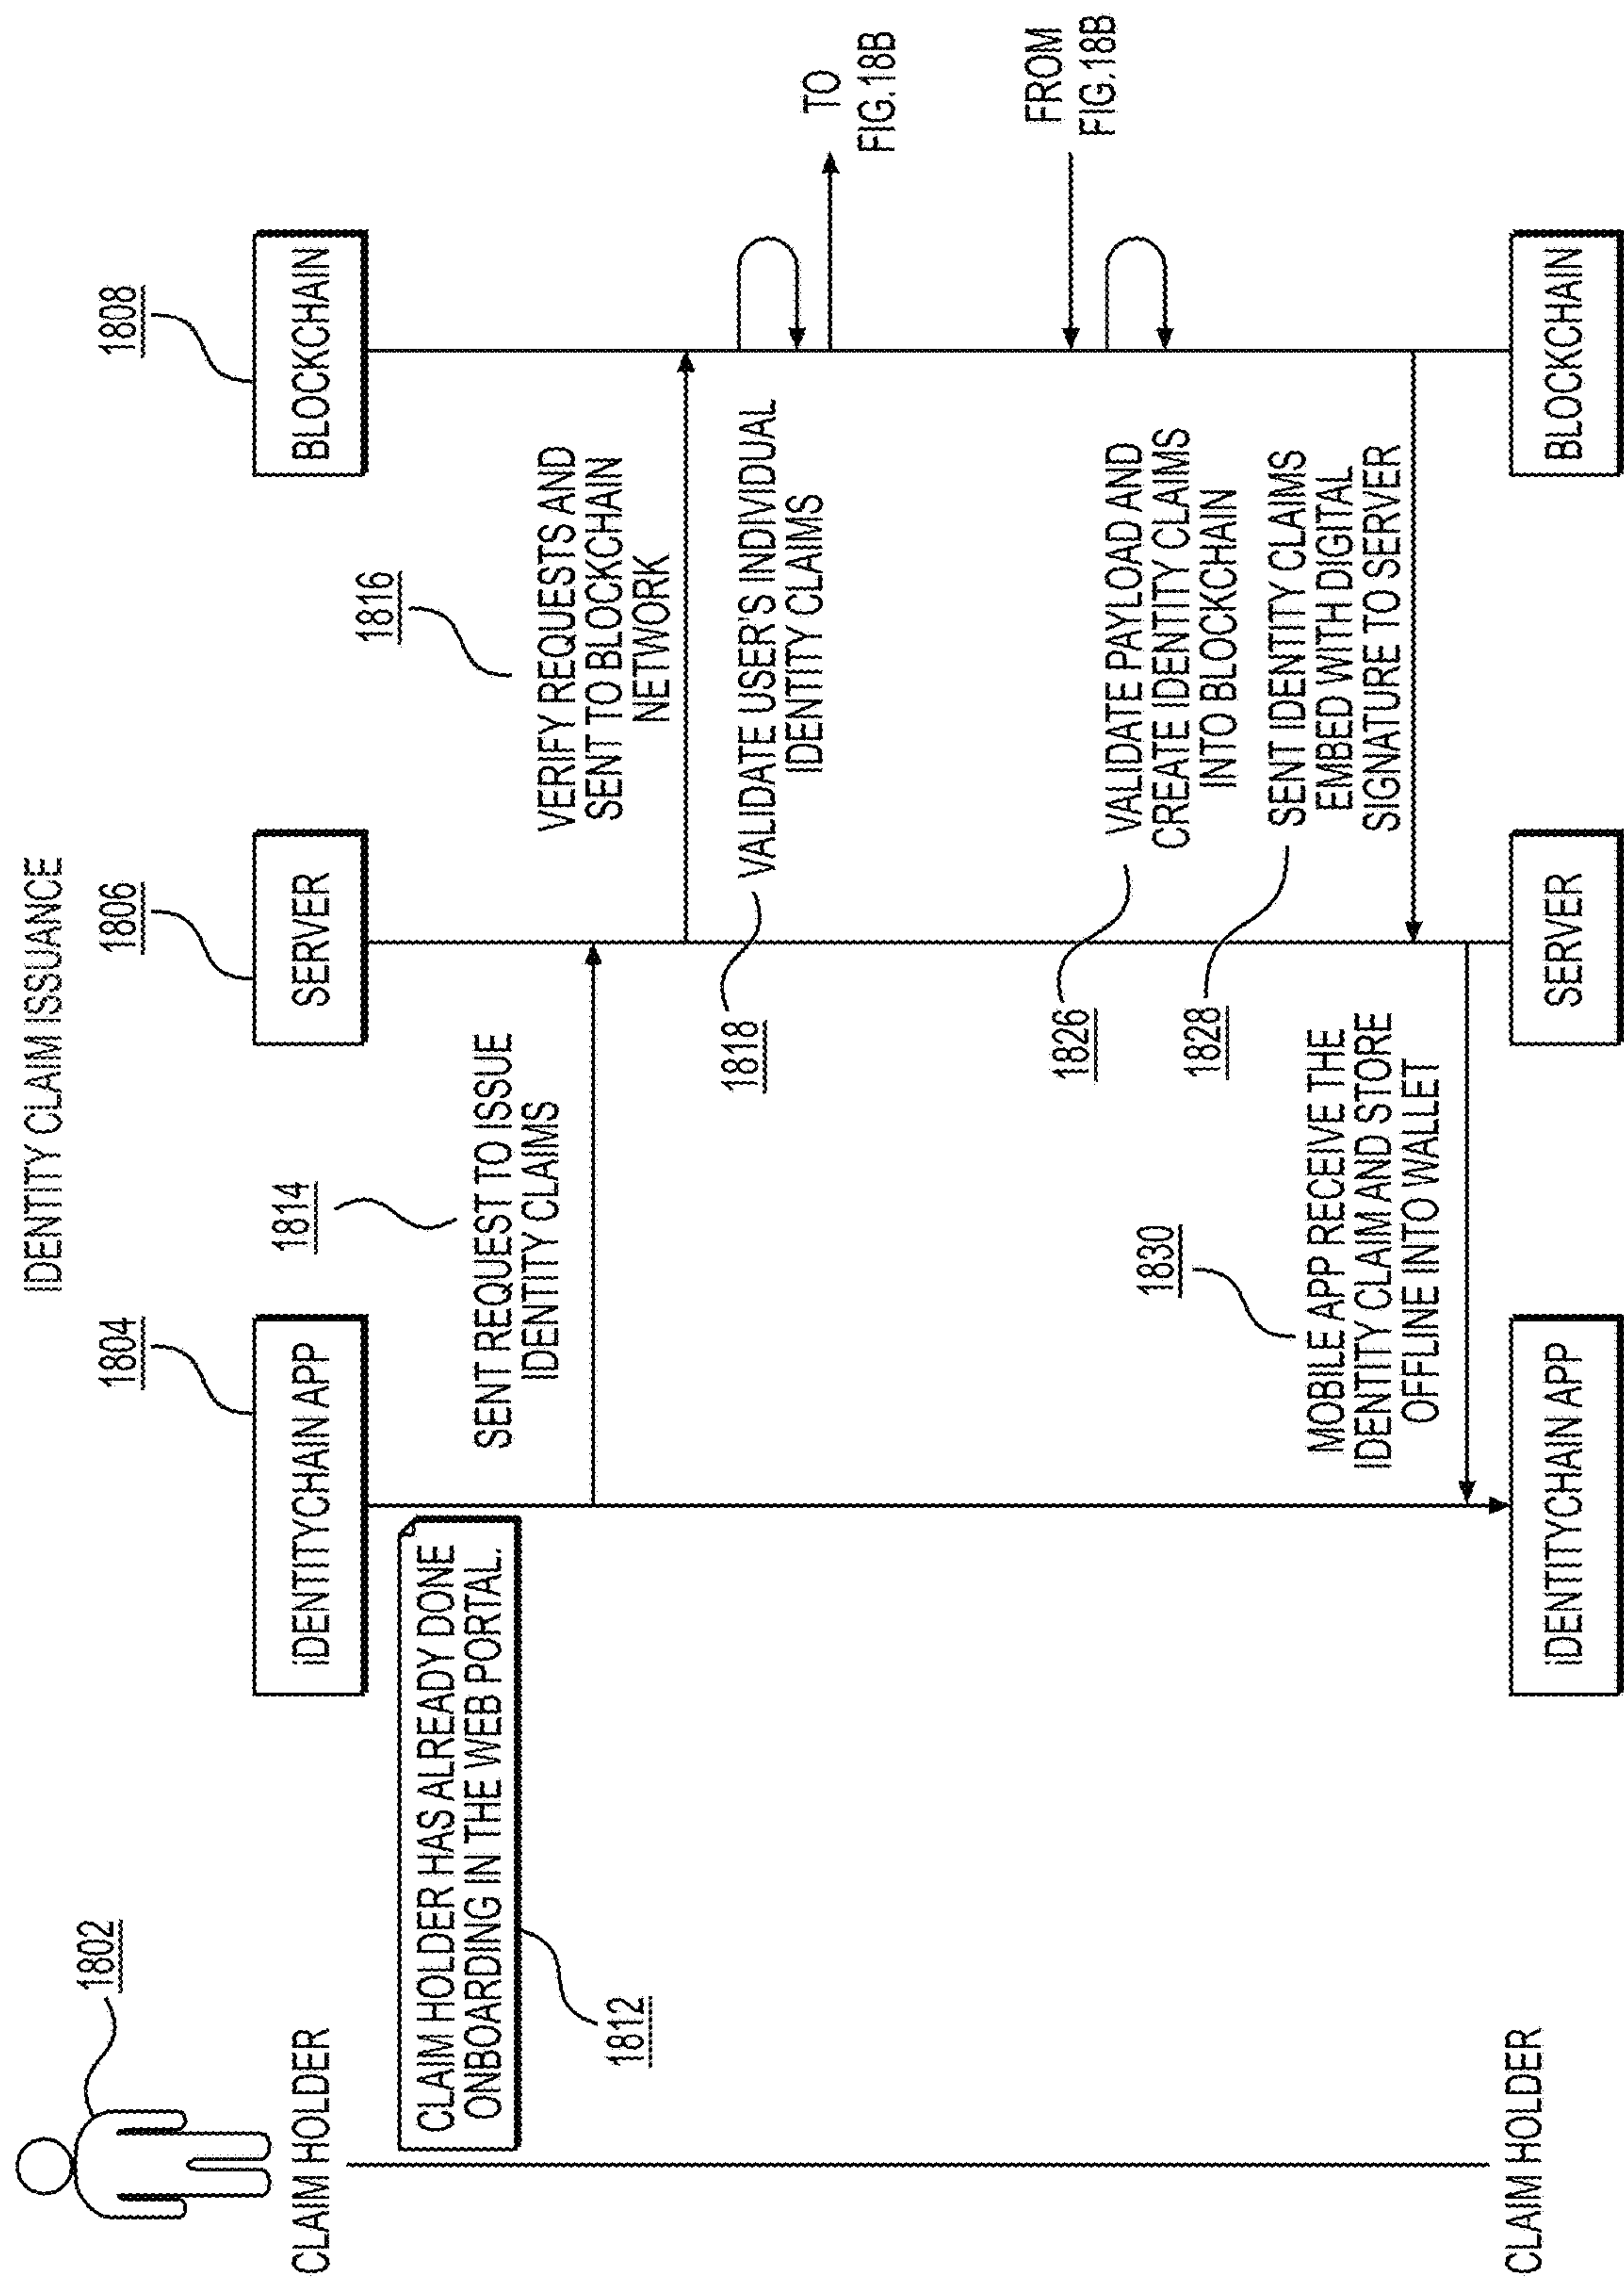 IDENTITY CLAIM ISSUANCE
1802
1804
1806
1808
CLAIM HOLDER
iDENTITYCHAIN APP
SERVER
BLOCKCHAIN
CLAIM HOLDER HAS ALREADY DONE
ONBOARDING IN THE WEB PORTAL.
1812
1814
SENT REQUEST TO ISSUE
IDENTITY CLAIMS
1816
VERIFY REQUESTS AND
SENT TO BLOCKCHAIN
NETWORK
1818
VALIDATE USER'S INDIVIDUAL
IDENTITY CLAIMS
TO
FIG.18B
FROM
FIG.18B
1826
VALIDATE PAYLOAD AND
CREATE IDENTITY CLAIMS
INTO BLOCKCHAIN
1828
SENT IDENTITY CLAIMS
EMBED WITH DIGITAL
SIGNATURE TO SERVER
1830
MOBILE APP RECEIVE THE
IDENTITY CLAIM AND STORE
OFFLINE INTO WALLET
CLAIM HOLDER
iDENTITYCHAIN APP
SERVER
BLOCKCHAIN